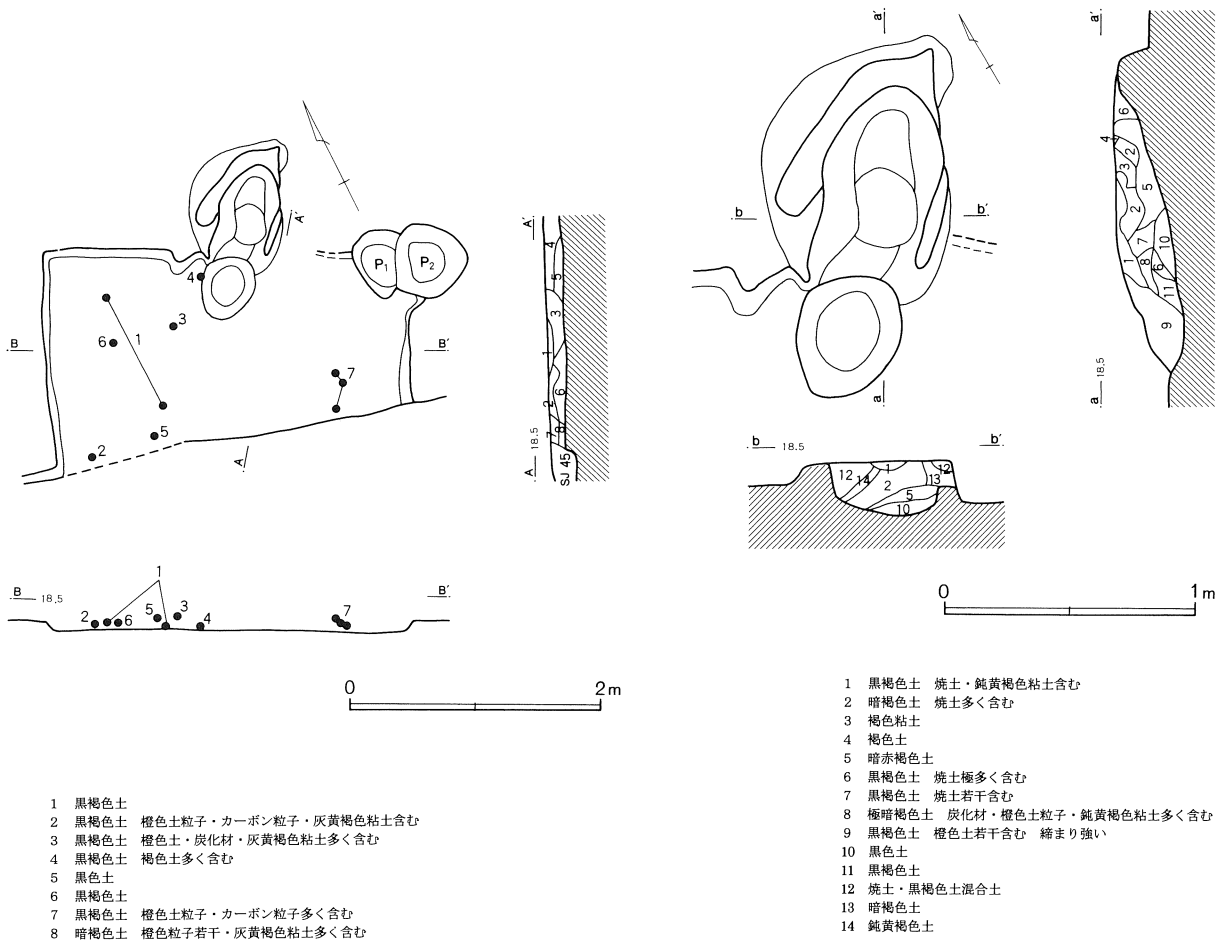 A'
4
P1
P2
3
6
1
B
B'
7
5
2
A
A'
4
5
3
1
6
2
7
8
A 18.5
SJ 45
B 18.5
B'
1
2
6
5
3
4
7
0 2m
1 黒褐色土
2 黒褐色土 橙色土粒子・カーボン粒子・灰黄褐色粘土含む
3 黒褐色土 橙色土・炭化材・灰黄褐色粘土多く含む
4 黒褐色土 褐色土多く含む
5 黒色土
6 黒褐色土
7 黒褐色土 橙色土粒子・カーボン粒子多く含む
8 暗褐色土 橙色粒子若干・灰黄褐色粘土多く含む
a'
b
b'
a
a'
6
4
2
3
5
2
7
10
1
8
6
11
9
a 18.5
b 18.5
b'
12
14
1
2
13
12
5
10
0 1m
1 黒褐色土 焼土・鈍黄褐色粘土含む
2 暗褐色土 焼土多く含む
3 褐色粘土
4 褐色土
5 暗赤褐色土
6 黒褐色土 焼土極多く含む
7 黒褐色土 焼土若干含む
8 極暗褐色土 炭化材・橙色土粒子・鈍黄褐色粘土多く含む
9 黒褐色土 橙色土若干含む 締まり強い
10 黒色土
11 黒褐色土
12 焼土・黒褐色土混合土
13 暗褐色土
14 鈍黄褐色土